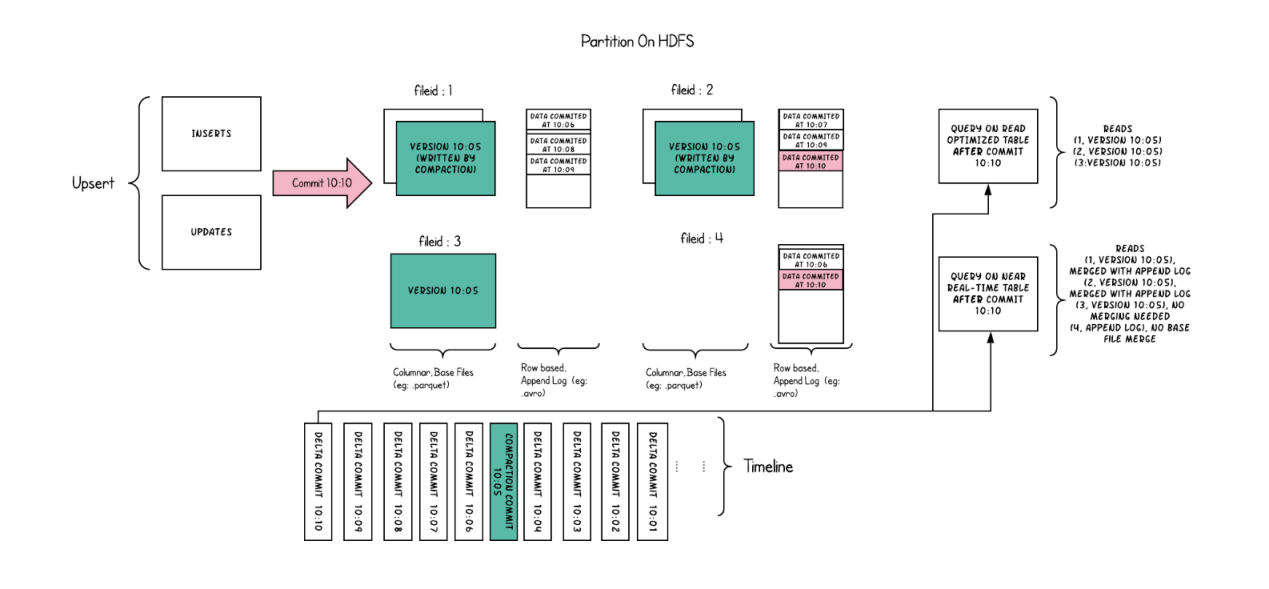 Partition On HDFS
Upsert
INSERTS
UPDATES
Commit 10:10
fileid : 1
VERSION 10:05
(WRITTEN BY
COMPACTION)
DATA COMMITED
AT 10:06
DATA COMMITED
AT 10:08
DATA COMMITED
AT 10:09
fileid : 2
VERSION 10:05
(WRITTEN BY
COMPACTION)
DATA COMMITED
AT 10:07
DATA COMMITED
AT 10:09
DATA COMMITED
AT 10:10
fileid : 3
VERSION 10:05
fileid : 4
DATA COMMITED
AT 10:06
DATA COMMITED
AT 10:10
Columnar, Base Files
(eg: .parquet)
Row based,
Append Log (eg:
.avro)
Columnar, Base Files
(eg: .parquet)
Row based,
Append Log (eg:
.avro)
QUERY ON READ
OPTIMIZED TABLE
AFTER COMMIT
10:10
READS
(1, VERSION 10:05)
(2, VERSION 10:05)
(3:VERSION 10:05)
QUERY ON NEAR
REAL-TIME TABLE
AFTER COMMIT
10:10
READS
(1, VERSION 10:05),
MERGED WITH APPEND LOG
(2, VERSION 10:05),
MERGED WITH APPEND LOG
(3, VERSION 10:05), NO
MERGING NEEDED
(4, APPEND LOG), NO BASE
FILE MERGE
DELTA COMMIT 10:10
DELTA COMMIT 10:09
DELTA COMMIT 10:08
DELTA COMMIT 10:07
DELTA COMMIT 10:06
COMPACTION COMMIT
10:05
DELTA COMMIT 10:04
DELTA COMMIT 10:03
DELTA COMMIT 10:02
DELTA COMMIT 10:01
Timeline